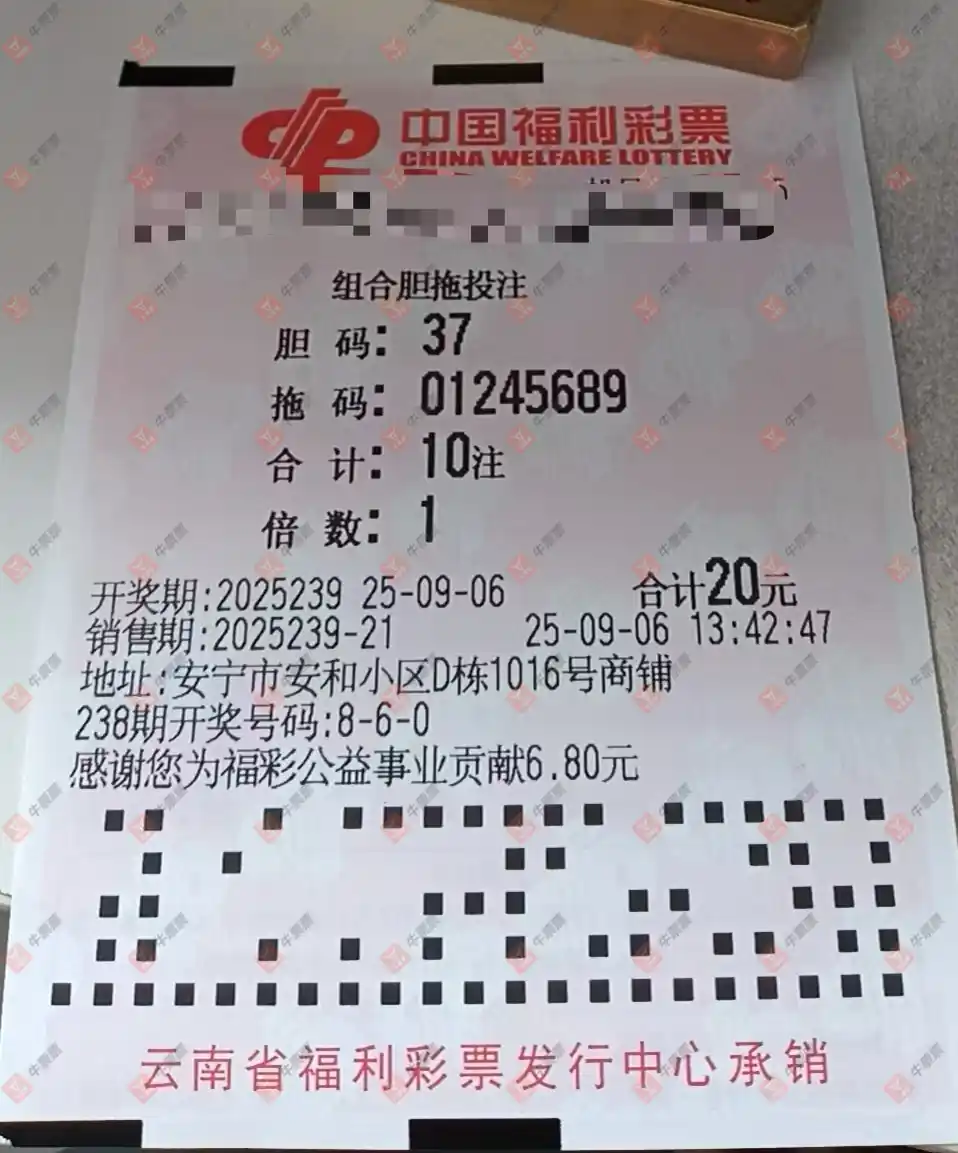 中国福利彩票
CHINA WELFARE LOTTERY
组合胆拖投注
胆 码: 37
拖 码: 01245689
合 计: 10注
倍 数: 1
开奖期:2025239 25-09-06 合计20元
销售期:2025239-21 25-09-06 13:42:47
地址:安宁市安和小区D栋1016号商铺
238期开奖号码:8-6-0
感谢您为福彩公益事业贡献6.80元
云南省福利彩票发行中心承销